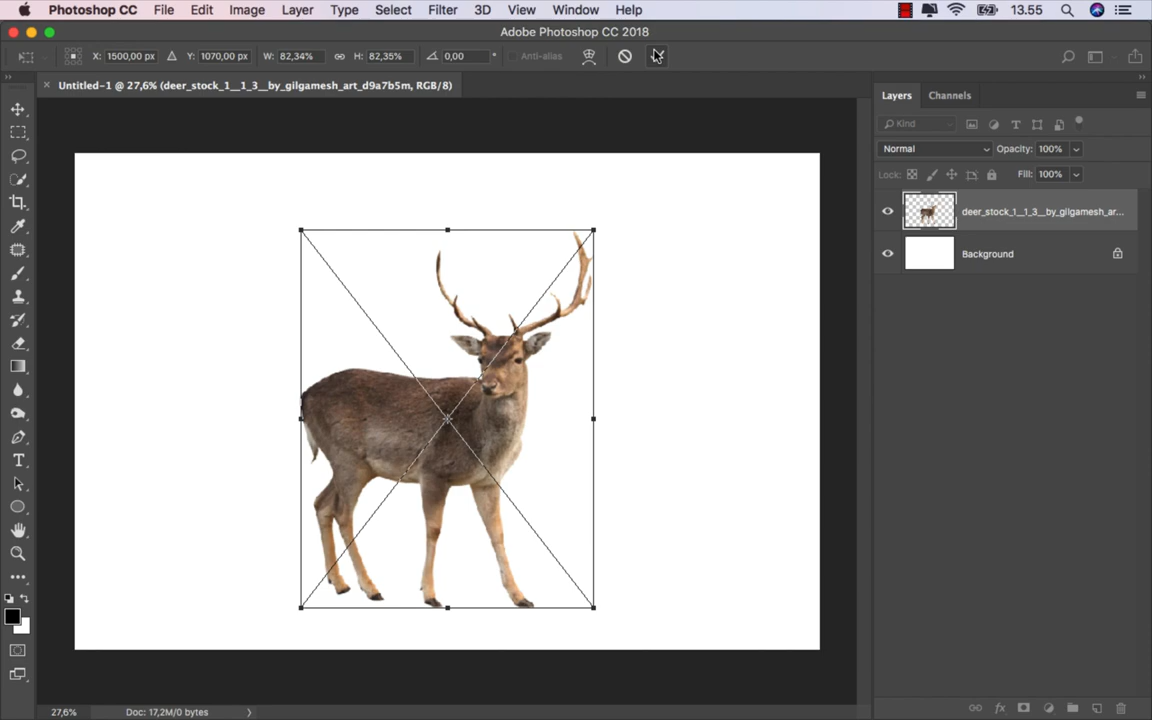 Photoshop CC File Edit Image Layer Type Select Filter 3D View Window Help 13.55
Adobe Photoshop CC 2018
X: 1500,00 px Y: 1070,00 px W: 82,34% H: 82,35% 0,00 ° Anti-alias
Untitled-1 @ 27,6% (deer_stock_1__1_3__by_gilgamesh_art_d9a7b5m, RGB/8)
Layers Channels
Kind
Normal Opacity: 100%
Lock: Fill: 100%
deer_stock_1__1_3__by_gilgamesh_ar...
Background
27,6% Doc: 17,2M/0 bytes